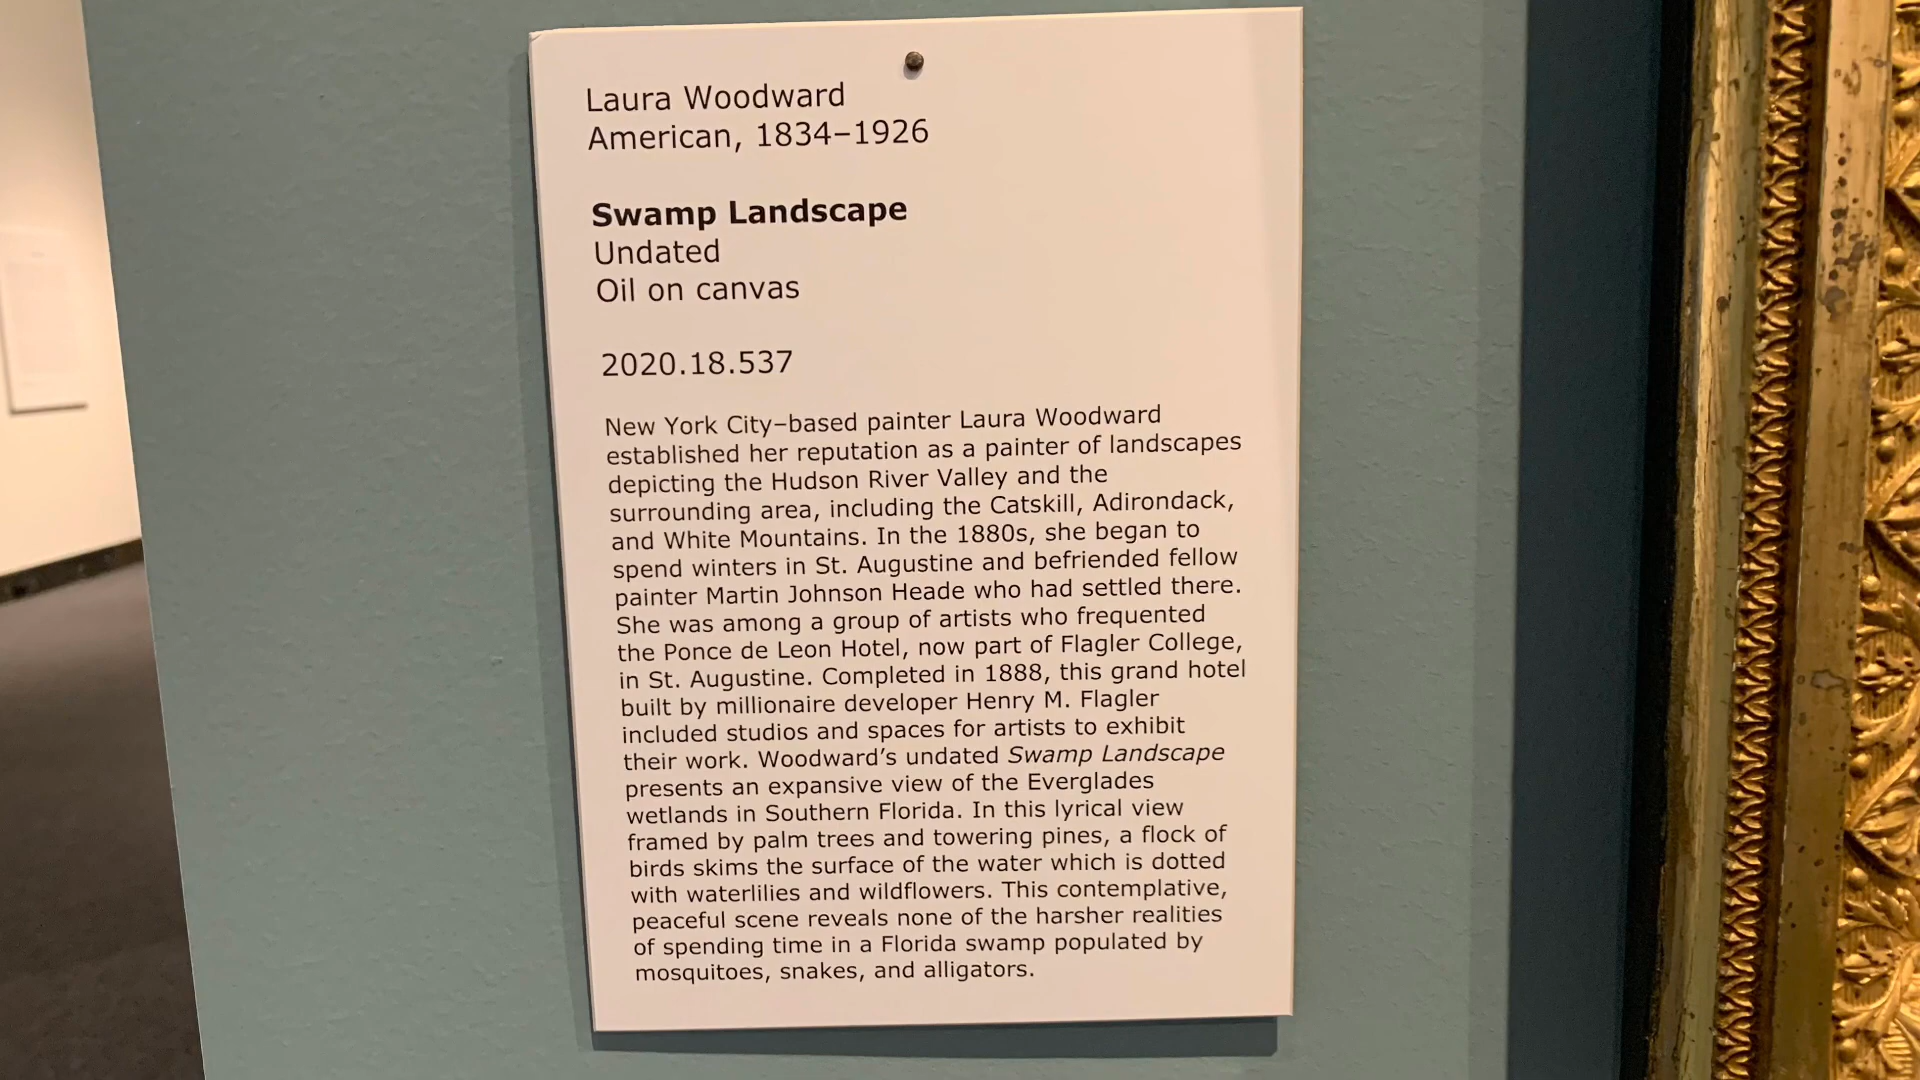 Laura Woodward
American, 1834–1926
Swamp Landscape
Undated
Oil on canvas
2020.18.537
New York City–based painter Laura Woodward
established her reputation as a painter of landscapes
depicting the Hudson River Valley and the
surrounding area, including the Catskill, Adirondack,
and White Mountains. In the 1880s, she began to
spend winters in St. Augustine and befriended fellow
painter Martin Johnson Heade who had settled there.
She was among a group of artists who frequented
the Ponce de Leon Hotel, now part of Flagler College,
in St. Augustine. Completed in 1888, this grand hotel
built by millionaire developer Henry M. Flagler
included studios and spaces for artists to exhibit
their work. Woodward’s undated Swamp Landscape
presents an expansive view of the Everglades
wetlands in Southern Florida. In this lyrical view
framed by palm trees and towering pines, a flock of
birds skims the surface of the water which is dotted
with waterlilies and wildflowers. This contemplative,
peaceful scene reveals none of the harsher realities
of spending time in a Florida swamp populated by
mosquitoes, snakes, and alligators.